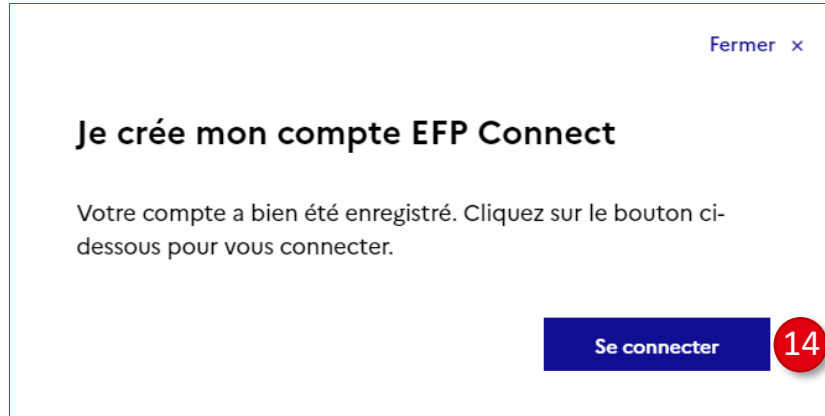 Fermer ×
Je crée mon compte EFP Connect
Votre compte a bien été enregistré. Cliquez sur le bouton ci-
dessous pour vous connecter.
Se connecter 14